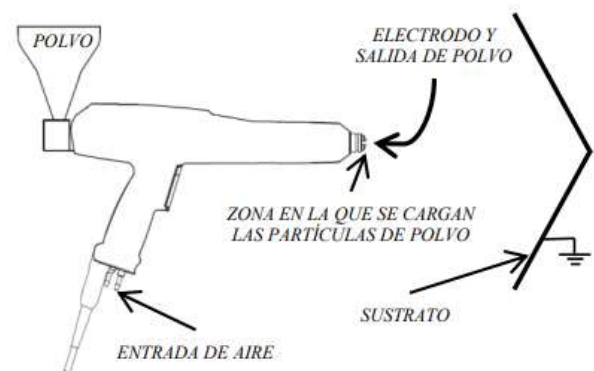 POLVO
ELECTRODO Y
SALIDA DE POLVO
ZONA EN LA QUE SE CARGAN
LAS PARTÍCULAS DE POLVO
SUSTRATO
ENTRADA DE AIRE